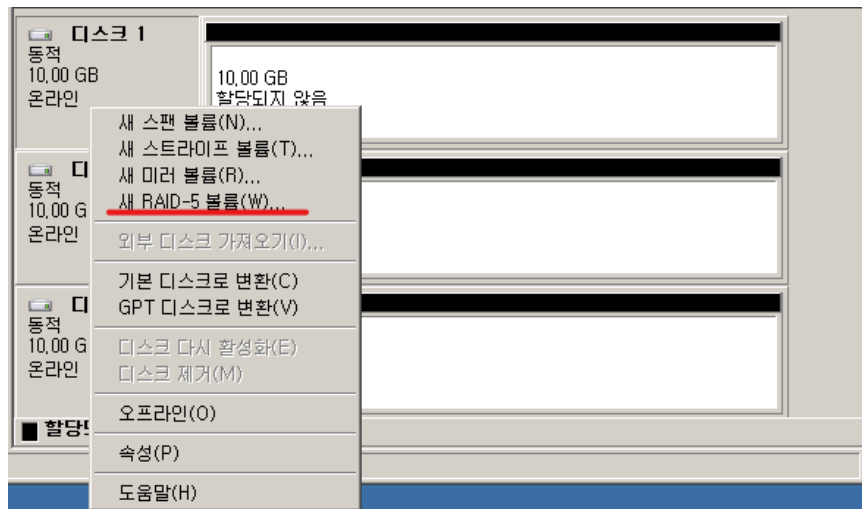 디스크 1
동적
10,00 GB
온라인
10,00 GB
할당되지 않음
새 스팬 볼륨(N)...
새 스트라이프 볼륨(T)...
새 미러 볼륨(R)...
새 RAID-5 볼륨(W)...
외부 디스크 가져오기(I)...
기본 디스크로 변환(C)
GPT 디스크로 변환(V)
디스크 다시 활성화(E)
디스크 제거(M)
오프라인(O)
속성(P)
도움말(H)
디
동적
10,00 G
온라인
디
동적
10,00 G
온라인
할당